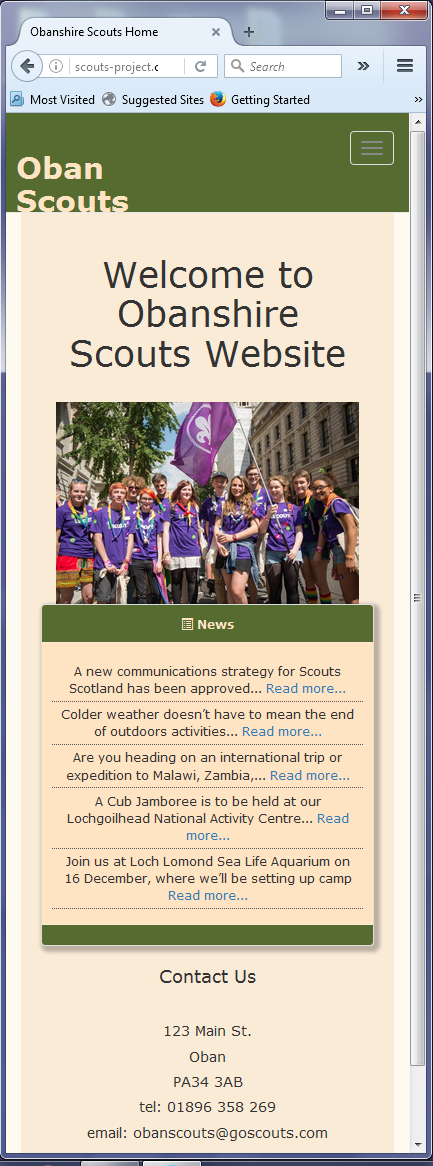 Obanshire Scouts Home
scouts-project.c
Search
Most Visited Suggested Sites Getting Started
Oban
Scouts
Welcome to
Obanshire
Scouts Website
News
A new communications strategy for Scouts
Scotland has been approved... Read more...
Colder weather doesn’t have to mean the end
of outdoors activities... Read more...
Are you heading on an international trip or
expedition to Malawi, Zambia,... Read more...
A Cub Jamboree is to be held at our
Lochgoilhead National Activity Centre... Read
more...
Join us at Loch Lomond Sea Life Aquarium on
16 December, where we’ll be setting up camp
Read more...
Contact Us
123 Main St.
Oban
PA34 3AB
tel: 01896 358 269
email: obanscouts@goscouts.com